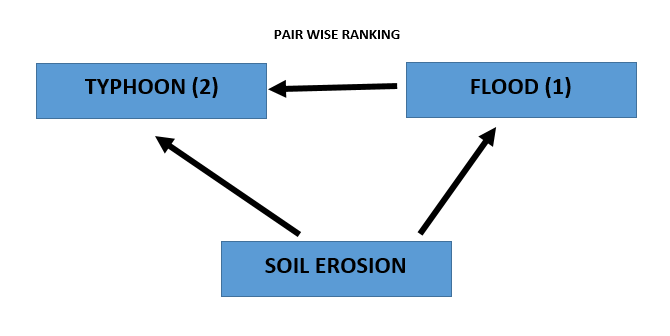 PAIR WISE RANKING
TYPHOON (2)
FLOOD (1)
SOIL EROSION